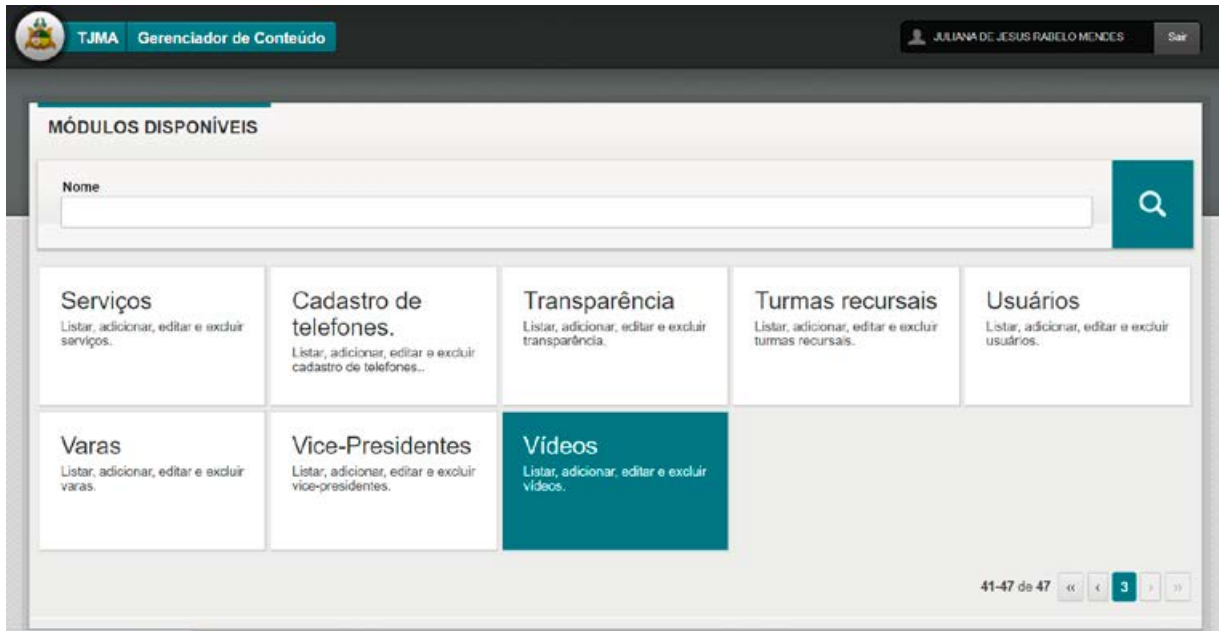 TJMA Gerenciador de Conteúdo
JULIANA DE JESUS RABELO MENDES
Sair
MÓDULOS DISPONÍVEIS
Nome
Serviços
Listar, adicionar, editar e excluir
serviços.
Cadastro de
telefones.
Listar, adicionar, editar e excluir
cadastro de telefones..
Transparência
Listar, adicionar, editar e excluir
transparência.
Turmas recursais
Listar, adicionar, editar e excluir
turmas recursais.
Usuários
Listar, adicionar, editar e excluir
usuários.
Varas
Listar, adicionar, editar e excluir
varas.
Vice-Presidentes
Listar, adicionar, editar e excluir
vice-presidentes.
Vídeos
Listar, adicionar, editar e excluir
vídeos.
41-47 de 47 « ‹ 3 › »